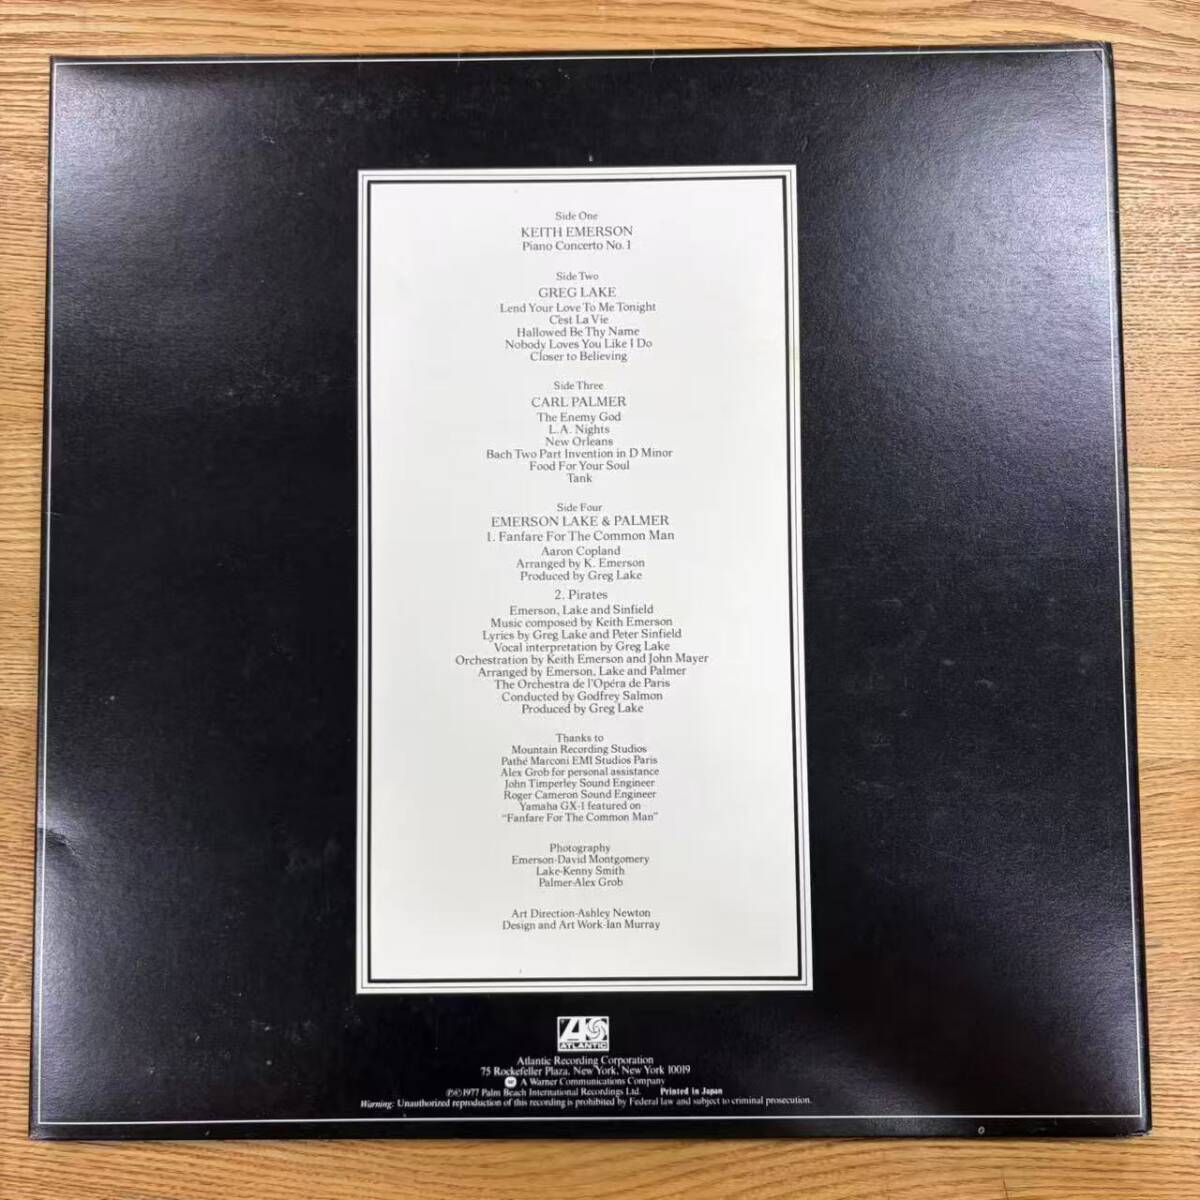 Side One
KEITH EMERSON
Piano Concerto No. 1
Side Two
GREG LAKE
Lend Your Love To Me Tonight
C'est La Vie
Hallowed Be Thy Name
Nobody Loves You Like I Do
Closer to Believing
Side Three
CARL PALMER
The Enemy God
L.A. Nights
New Orleans
Bach Two Part Invention in D Minor
Food For Your Soul
Tank
Side Four
EMERSON LAKE & PALMER
1. Fanfare For The Common Man
Aaron Copland
Arranged by K. Emerson
Produced by Greg Lake
2. Pirates
Emerson, Lake and Sinfield
Music composed by Keith Emerson
Lyrics by Greg Lake and Peter Sinfield
Vocal interpretation by Greg Lake
Orchestration by Keith Emerson and John Mayer
Arranged by Emerson, Lake and Palmer
The Orchestra de l'Opéra de Paris
Conducted by Godfrey Salmon
Produced by Greg Lake
Thanks to
Mountain Recording Studios
Pathé Marconi EMI Studios Paris
Alex Grob for personal assistance
John Timperley Sound Engineer
Roger Cameron Sound Engineer
Yamaha GX-1 featured on
"Fanfare For The Common Man"
Photography
Emerson-David Montgomery
Lake-Kenny Smith
Palmer-Alex Grob
Art Direction-Ashley Newton
Design and Art Work-Ian Murray
ATLANTIC
Atlantic Recording Corporation
75 Rockefeller Plaza, New York, New York 10019
A Warner Communications Company
℗©1977 Palm Beach International Recordings Ltd. Printed in Japan
Warning: Unauthorized reproduction of this recording is prohibited by Federal law and subject to criminal prosecution.